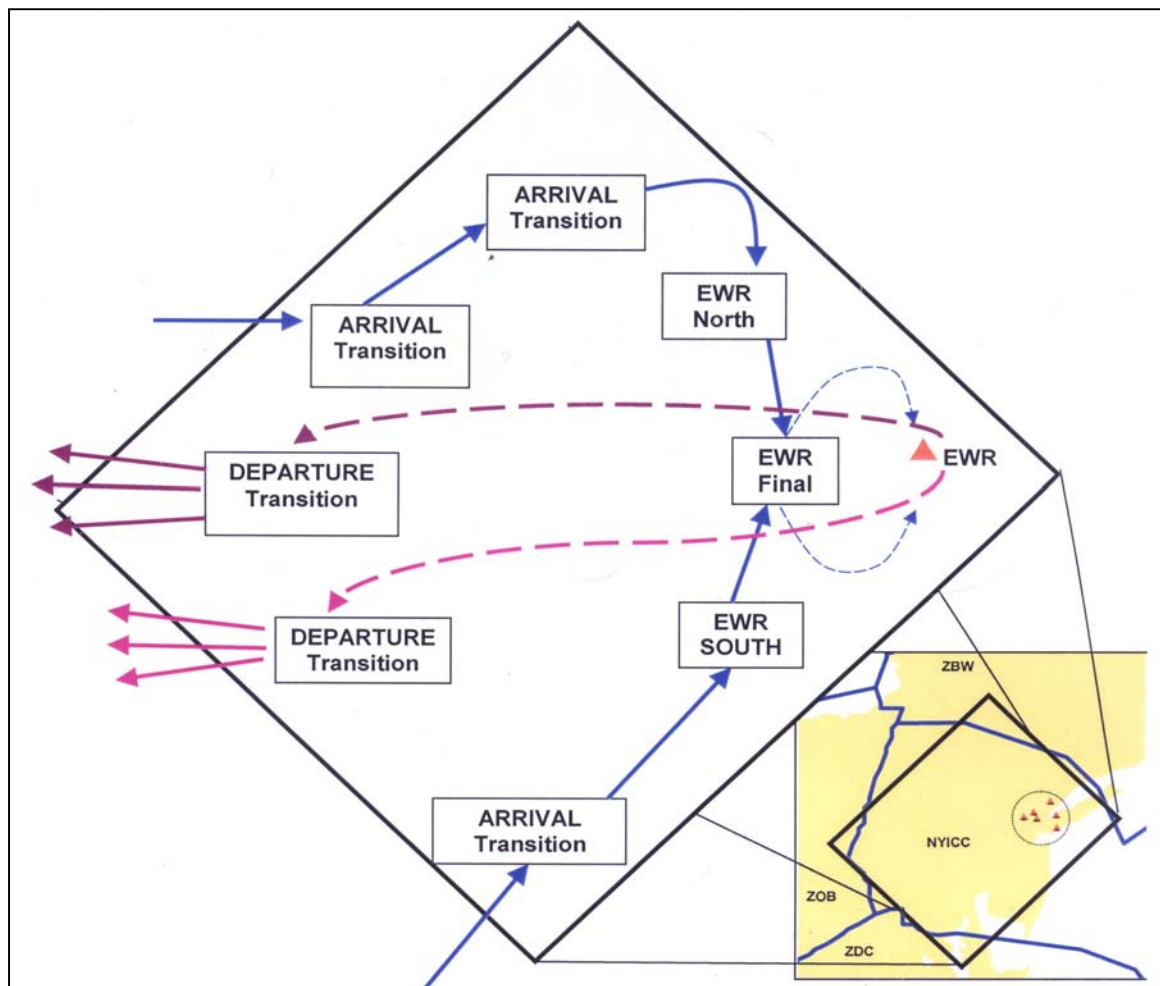 ARRIVAL
Transition
ARRIVAL
Transition
EWR
North
EWR
Final
EWR
DEPARTURE
Transition
DEPARTURE
Transition
EWR
SOUTH
ARRIVAL
Transition
ZBW
NYICC
ZOB
ZDC